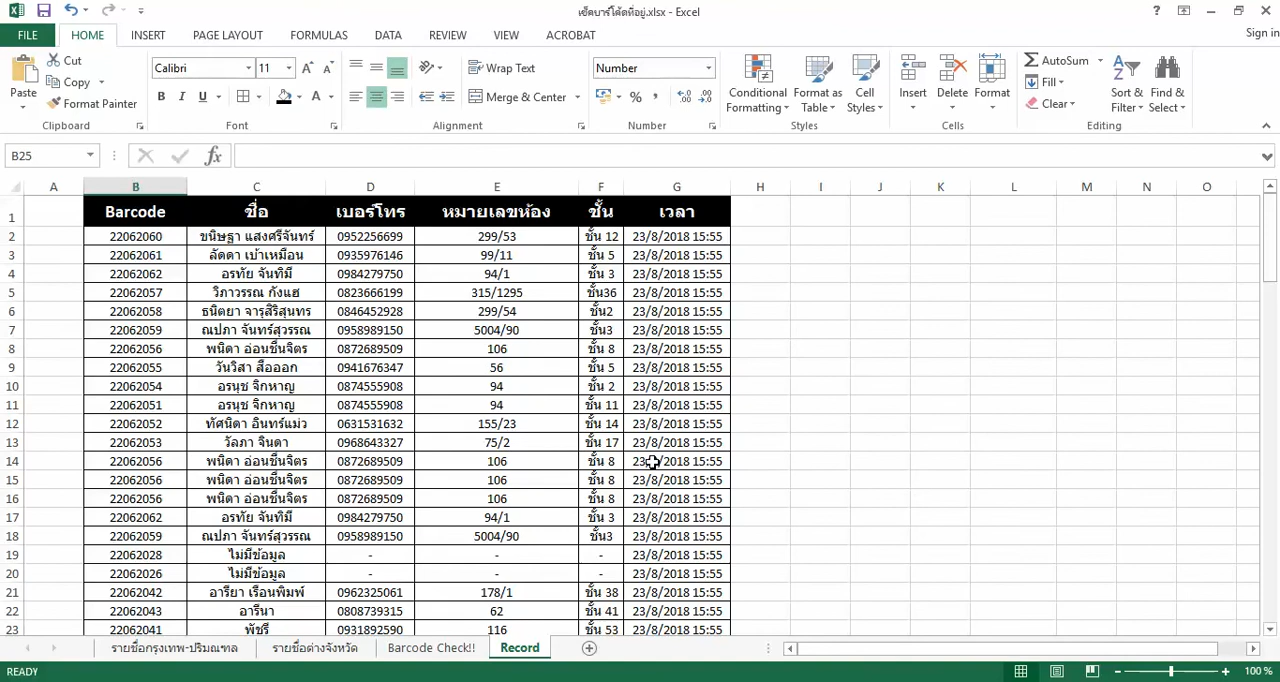 เช็คบาร์โค้ดที่อยู่.xlsx - Excel
FILE HOME INSERT PAGE LAYOUT FORMULAS DATA REVIEW VIEW ACROBAT Sign in
Paste Cut Copy Format Painter Clipboard
Calibri 11 B I U A Font
Wrap Text Merge & Center Alignment
Number % Number
Conditional Formatting Format as Table Cell Styles Styles
Insert Delete Format Cells
AutoSum Fill Clear Sort & Filter Find & Select Editing
B25 fx
A B C D E F G H I J K L M N O
1 Barcode ชื่อ เบอร์โทร หมายเลขห้อง ชั้น เวลา
2 22062060 ขนิษฐา แสงศรีจันทร์ 0952256699 299/53 ชั้น 12 23/8/2018 15:55
3 22062061 ลัดดา เบ้าเหมือน 0935976146 99/11 ชั้น 5 23/8/2018 15:55
4 22062062 อรทัย จันทิมี 0984279750 94/1 ชั้น 3 23/8/2018 15:55
5 22062057 วิภาวรรณ กังแฮ 0823666199 315/1295 ชั้น36 23/8/2018 15:55
6 22062058 ธนิตยา จารุสิริสุนทร 0846452928 299/54 ชั้น2 23/8/2018 15:55
7 22062059 ณปภา จันทร์สุวรรณ 0958989150 5004/90 ชั้น3 23/8/2018 15:55
8 22062056 พนิดา อ่อนชื่นจิตร 0872689509 106 ชั้น 8 23/8/2018 15:55
9 22062055 วันวิสา สือออก 0941676347 56 ชั้น 5 23/8/2018 15:55
10 22062054 อรนุช จิกหาญ 0874555908 94 ชั้น 2 23/8/2018 15:55
11 22062051 อรนุช จิกหาญ 0874555908 94 ชั้น 11 23/8/2018 15:55
12 22062052 ทัศนิดา อินทร์แม่ว 0631531632 155/23 ชั้น 14 23/8/2018 15:55
13 22062053 วัลภา จินดา 0968643327 75/2 ชั้น 17 23/8/2018 15:55
14 22062056 พนิดา อ่อนชื่นจิตร 0872689509 106 ชั้น 8 23/8/2018 15:55
15 22062056 พนิดา อ่อนชื่นจิตร 0872689509 106 ชั้น 8 23/8/2018 15:55
16 22062056 พนิดา อ่อนชื่นจิตร 0872689509 106 ชั้น 8 23/8/2018 15:55
17 22062062 อรทัย จันทิมี 0984279750 94/1 ชั้น 3 23/8/2018 15:55
18 22062059 ณปภา จันทร์สุวรรณ 0958989150 5004/90 ชั้น3 23/8/2018 15:55
19 22062028 ไม่มีข้อมูล - - - 23/8/2018 15:55
20 22062026 ไม่มีข้อมูล - - - 23/8/2018 15:55
21 22062042 อารียา เรือนพิมพ์ 0962325061 178/1 ชั้น 38 23/8/2018 15:55
22 22062043 อารีนา 0808739315 62 ชั้น 41 23/8/2018 15:55
23 22062041 พัชรี 0931892590 116 ชั้น 53 23/8/2018 15:55
รายชื่อกรุงเทพ-ปริมณฑล รายชื่อต่างจังหวัด Barcode Check!! Record
READY 100 %